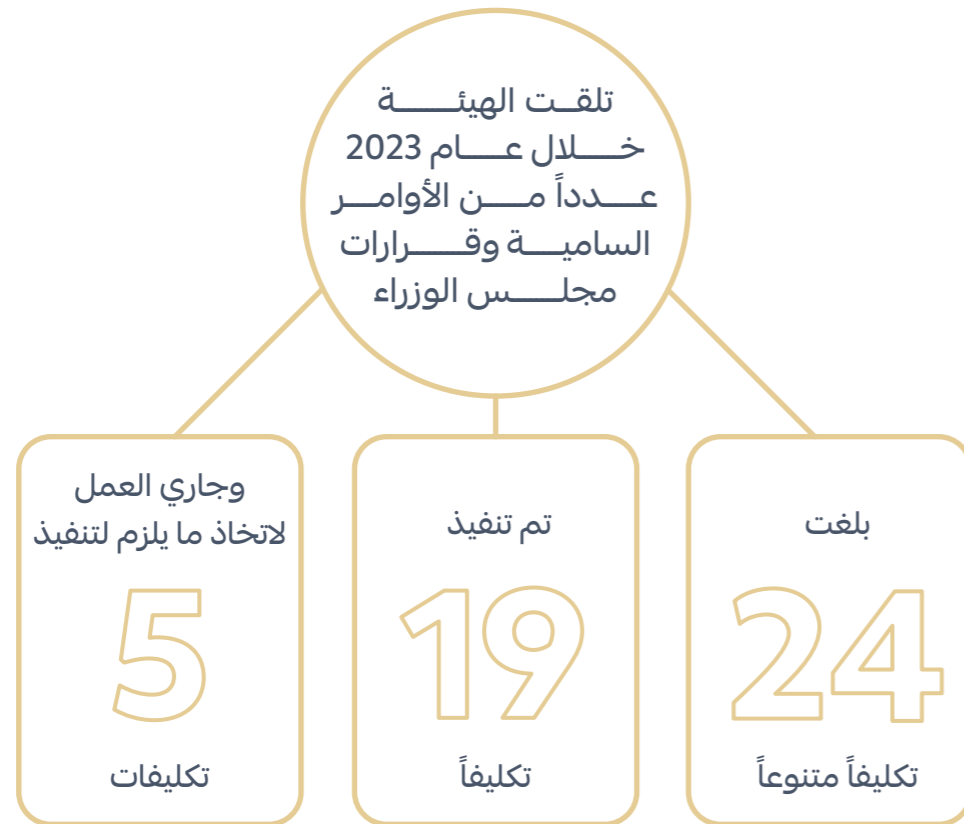 تلقت الهيئة
خلال عام 2023
عدداً من الأوامر
السامية وقرارات
مجلس الوزراء
بلغت
24
تكليفاً متنوعاً
تم تنفيذ
19
تكليفاً
وجاري العمل
لاتخاذ ما يلزم لتنفيذ
5
تكليفات